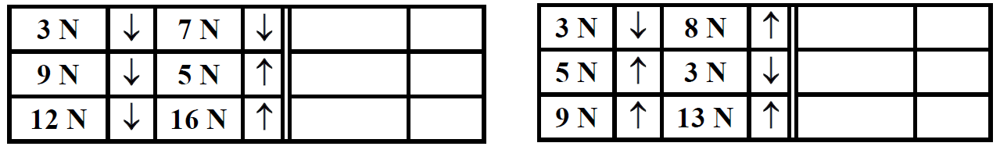 3 N ↓ 7 N ↓
9 N ↓ 5 N ↑
12 N ↓ 16 N ↑
3 N ↓ 8 N ↑
5 N ↑ 3 N ↓
9 N ↑ 13 N ↑